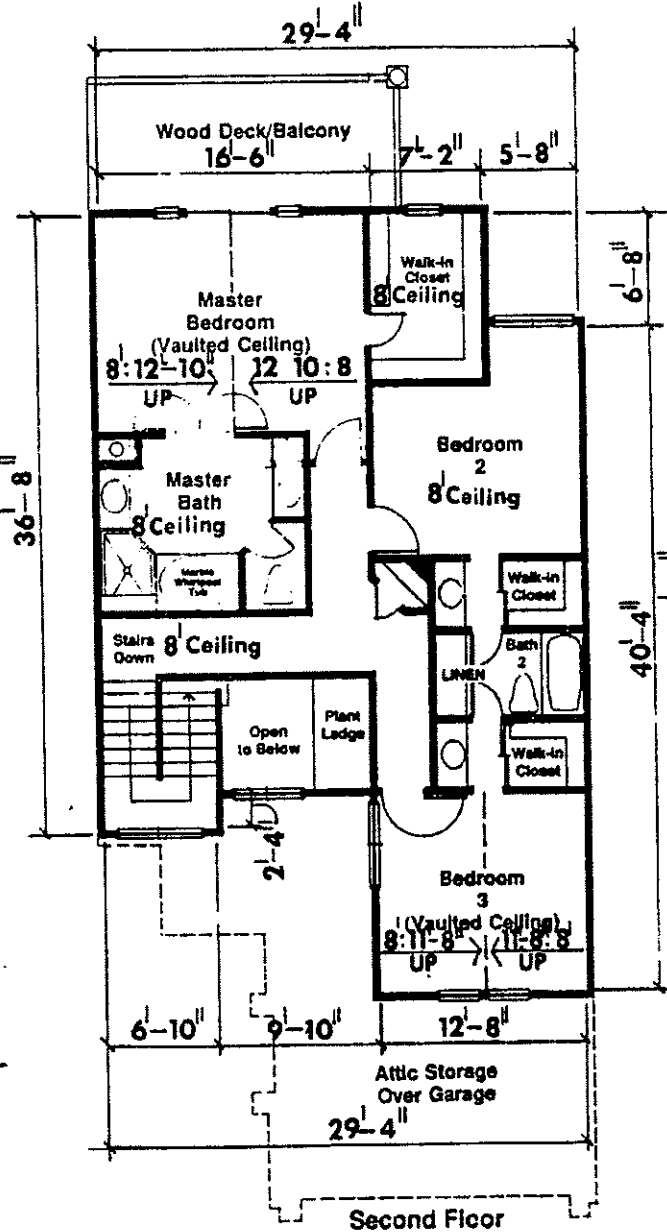 29'-4"
Wood Deck/Balcony
16'-6"
7'-2"
5'-8"
6'-8"
36'-8"
Walk-in
Closet
8' Ceiling
Master
Bedroom
(Vaulted Ceiling)
8':12'-10" 12 10:8
UP UP
Bedroom
2
8' Ceiling
Master
Bath
8' Ceiling
Marble
Whirlpool
Tub
Walk-in
Closet
40'-4"
Stairs
Down
8' Ceiling
Bath
2
LINEN
Open
to Below
Plant
Ledge
Walk-in
Closet
2'-4"
Bedroom
3
(Vaulted Ceiling)
8':11'-8" 11'-8:8'
UP UP
6'-10"
9'-10"
12'-8"
Attic Storage
Over Garage
29'-4"
Second Floor